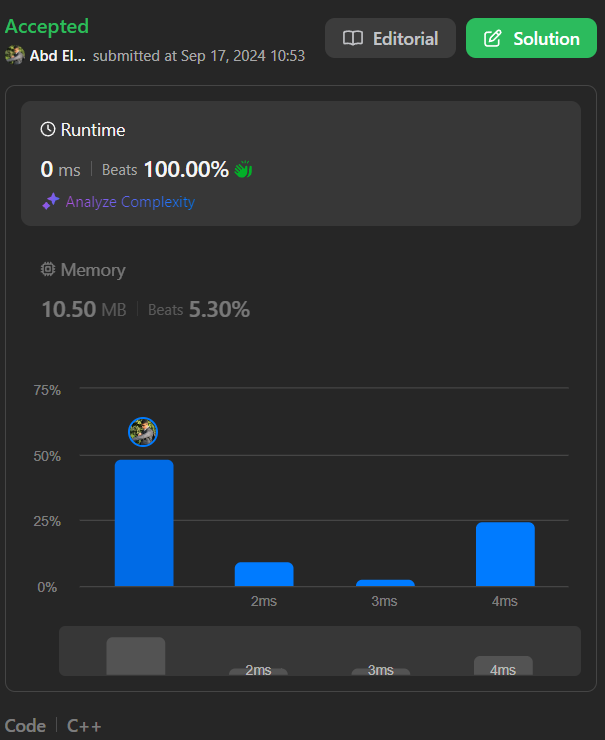 Accepted
Editorial
Solution
Abd El... submitted at Sep 17, 2024 10:53
Runtime
0 ms | Beats 100.00%
Analyze Complexity
Memory
10.50 MB | Beats 5.30%
75%
50%
25%
0%
2ms 3ms 4ms
2ms 3ms 4ms
Code | C++